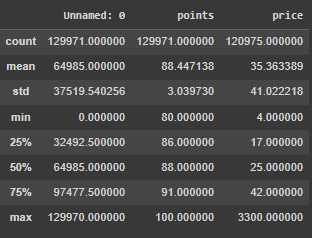 Unnamed: 0 points price
count 129971.000000 129971.000000 120975.000000
mean 64985.000000 88.447138 35.363389
std 37519.540256 3.039730 41.022218
min 0.000000 80.000000 4.000000
25% 32492.500000 86.000000 17.000000
50% 64985.000000 88.000000 25.000000
75% 97477.500000 91.000000 42.000000
max 129970.000000 100.000000 3300.000000